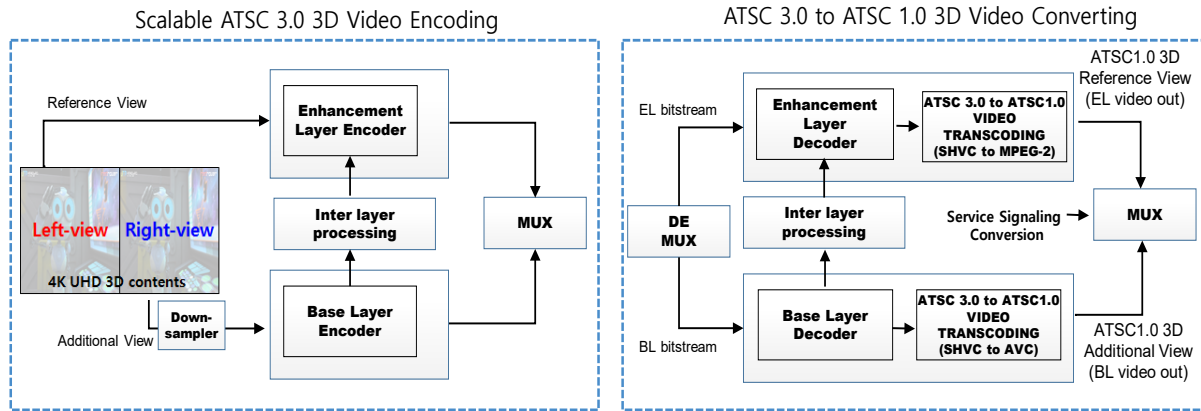 Scalable ATSC 3.0 3D Video Encoding
Reference View
Enhancement
Layer Encoder
Left-view
Right-view
4K UHD 3D contents
Inter layer
processing
MUX
Down-
sampler
Additional View
Base Layer
Encoder
ATSC 3.0 to ATSC 1.0 3D Video Converting
EL bitstream
Enhancement
Layer
Decoder
ATSC 3.0 to ATSC1.0
VIDEO
TRANSCODING
(SHVC to MPEG-2)
ATSC1.0 3D
Reference View
(EL video out)
DE
MUX
Inter layer
processing
Service Signaling
Conversion
MUX
BL bitstream
Base Layer
Decoder
ATSC 3.0 to ATSC1.0
VIDEO
TRANSCODING
(SHVC to AVC)
ATSC1.0 3D
Additional View
(BL video out)